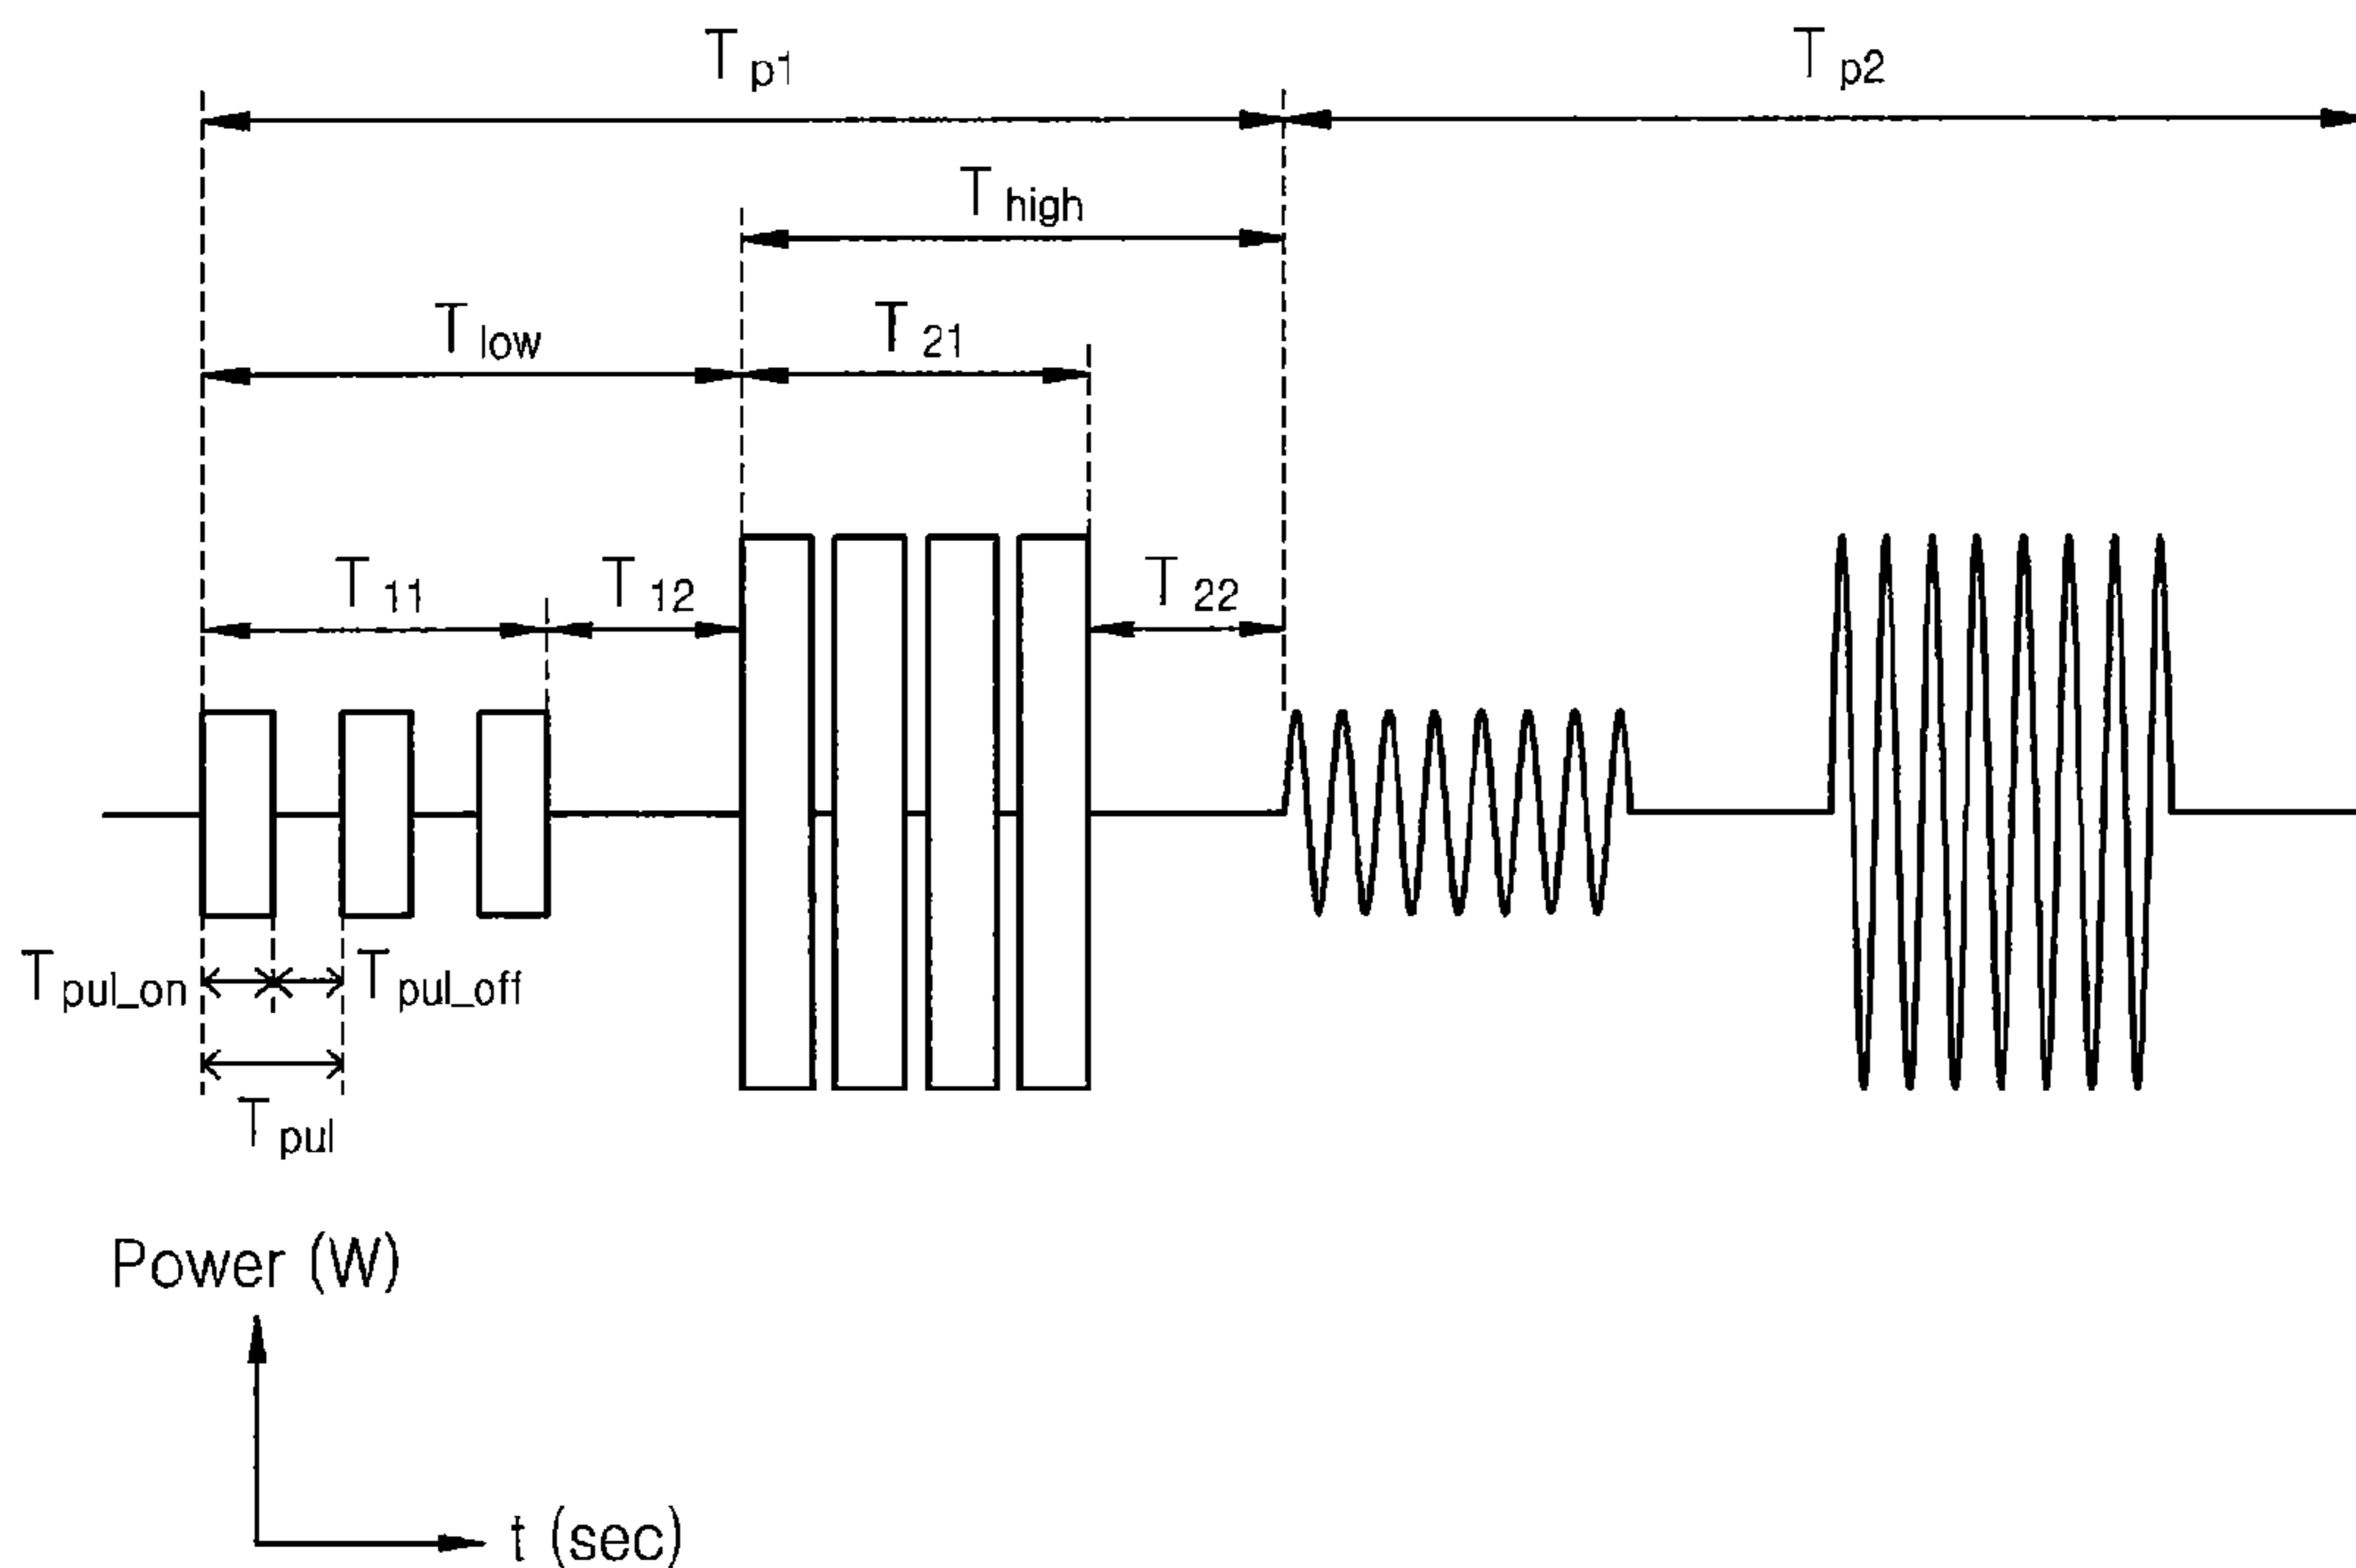 T p1
T p2
T high
T low
T 21
T 11
T 12
T 22
T pul_on
T pul_off
T pul
Power (W)
t (sec)